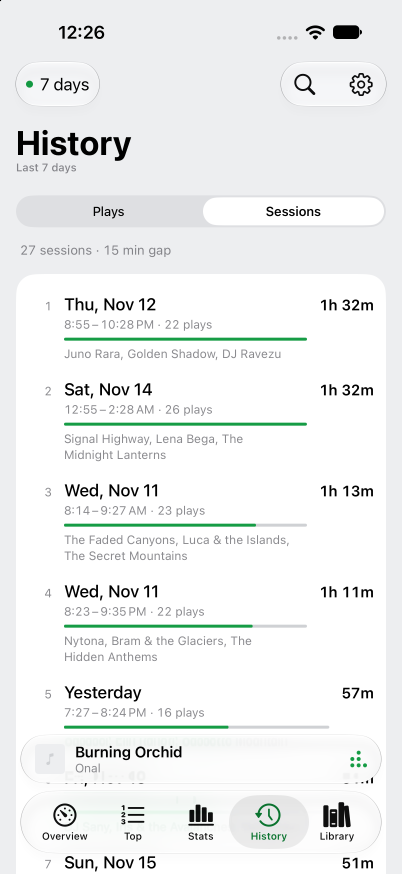 12:26
7 days
History
Last 7 days
Plays
Sessions
27 sessions · 15 min gap
1
Thu, Nov 12
1h 32m
8:55 – 10:28 PM · 22 plays
Juno Rara, Golden Shadow, DJ Ravezu
2
Sat, Nov 14
1h 32m
12:55 – 2:28 AM · 26 plays
Signal Highway, Lena Bega, The
Midnight Lanterns
3
Wed, Nov 11
1h 13m
8:14 – 9:27 AM · 23 plays
The Faded Canyons, Luca & the Islands,
The Secret Mountains
4
Wed, Nov 11
1h 11m
8:23 – 9:35 PM · 22 plays
Nytona, Bram & the Glaciers, The
Hidden Anthems
5
Yesterday
57m
7:27 – 8:24 PM · 16 plays
Burning Orchid
Onal
Overview
Top
Stats
History
Library
7
Sun, Nov 15
51m